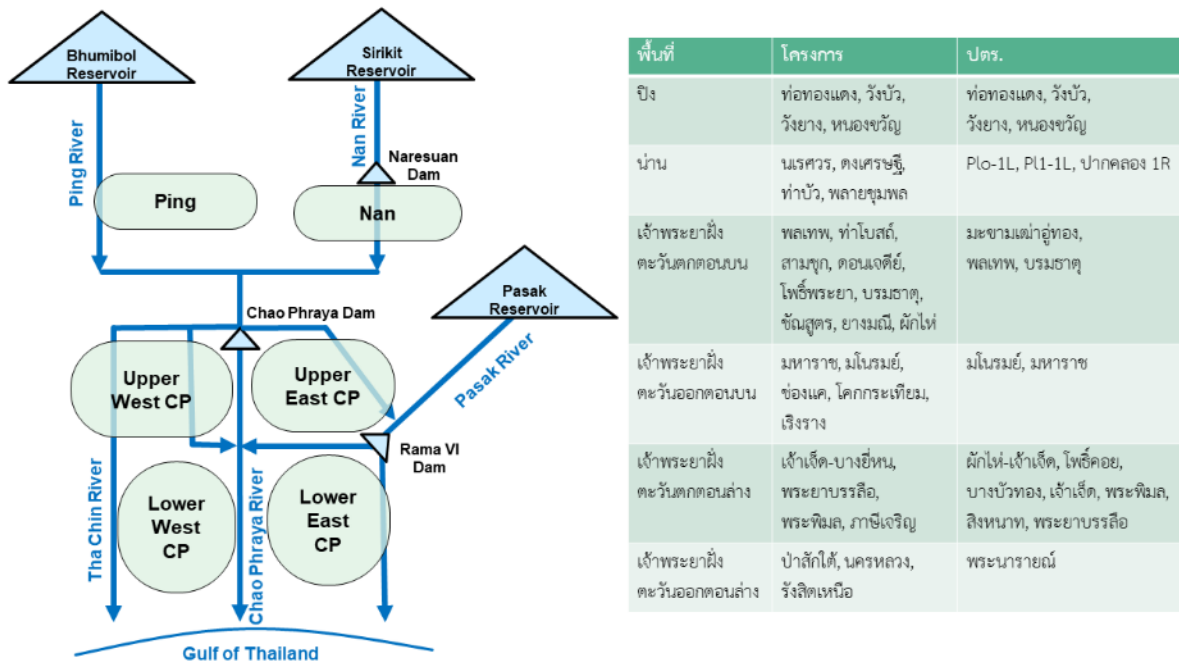 Bhumibol
Reservoir
Sirikit
Reservoir
Ping River
Nan River
Naresuan
Dam
Ping
Nan
Pasak
Reservoir
Chao Phraya Dam
Pasak River
Upper
West CP
Upper
East CP
Rama VI
Dam
Tha Chin River
Lower
West
CP
Chao Phraya River
Lower
East
CP
Gulf of Thailand
พื้นที่ โครงการ ปตร.
ปิง ท่อทองแดง, วังบัว, ท่อทองแดง, วังบัว,
วังยาง, หนองขวัญ วังยาง, หนองขวัญ
น่าน นเรศวร, ดงเศรษฐี, Plo-1L, Pl1-1L, ปากคลอง 1R
ท่าบัว, พลายชุมพล
เจ้าพระยาฝั่ง พลเทพ, ท่าโบสถ์, มะขามเฒ่าอู่ทอง,
ตะวันตกตอนบน สามชุก, ดอนเจดีย์, พลเทพ, บรมธาตุ
โพธิ์พระยา, บรมธาตุ,
ชัณสูตร, ยางมณี, ผักไห่
เจ้าพระยาฝั่ง มหาราช, มโนรมย์, มโนรมย์, มหาราช
ตะวันออกตอนบน ช่องแค, โคกกระเทียม,
เริงราง
เจ้าพระยาฝั่ง เจ้าเจ็ด-บางยี่หน, ผักไห่-เจ้าเจ็ด, โพธิ์คอย,
ตะวันตกตอนล่าง พระยาบรรลือ, บางบัวทอง, เจ้าเจ็ด, พระพิมล,
พระพิมล, ภาษีเจริญ สิงหนาท, พระยาบรรลือ
เจ้าพระยาฝั่ง ป่าสักใต้, นครหลวง, พระนารายณ์
ตะวันออกตอนล่าง รังสิตเหนือ